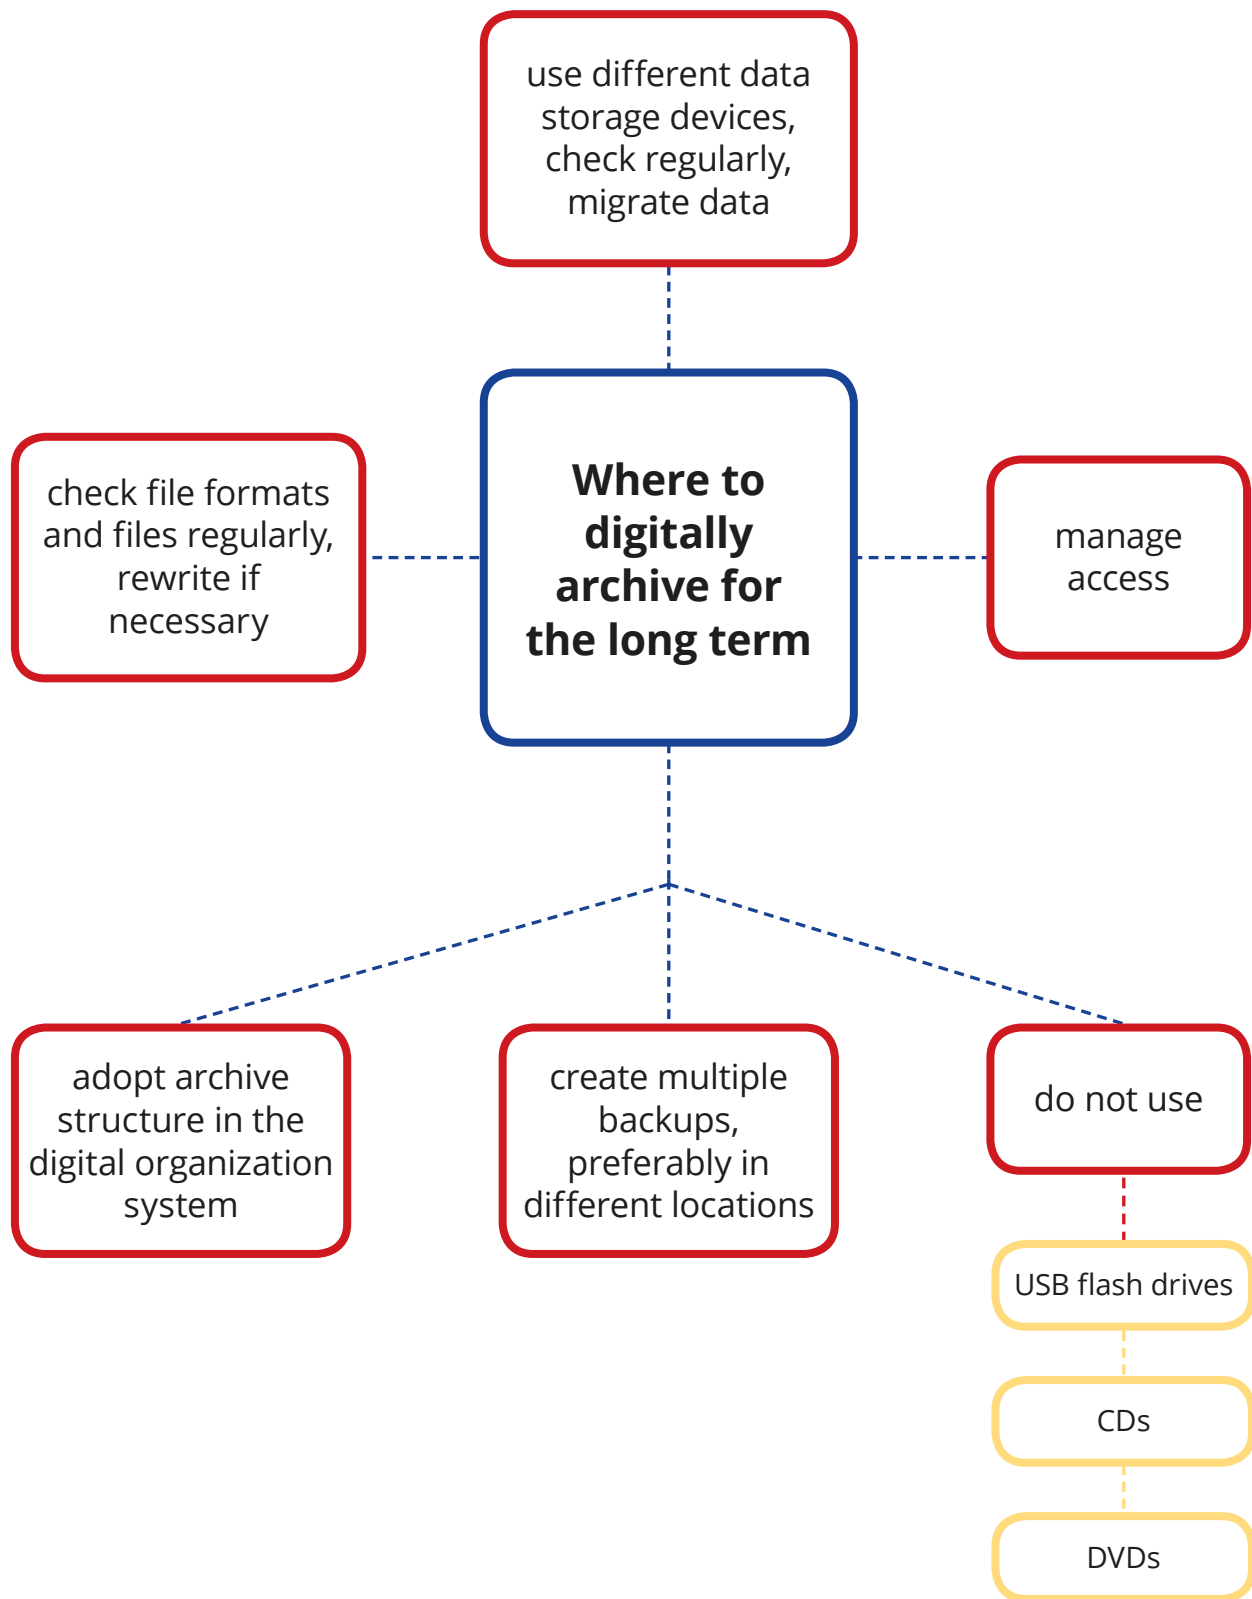 use different data
storage devices,
check regularly,
migrate data
check file formats
and files regularly,
rewrite if
necessary
Where to
digitally
archive for
the long term
manage
access
adopt archive
structure in the
digital organization
system
create multiple
backups,
preferably in
different locations
do not use
USB flash drives
CDs
DVDs